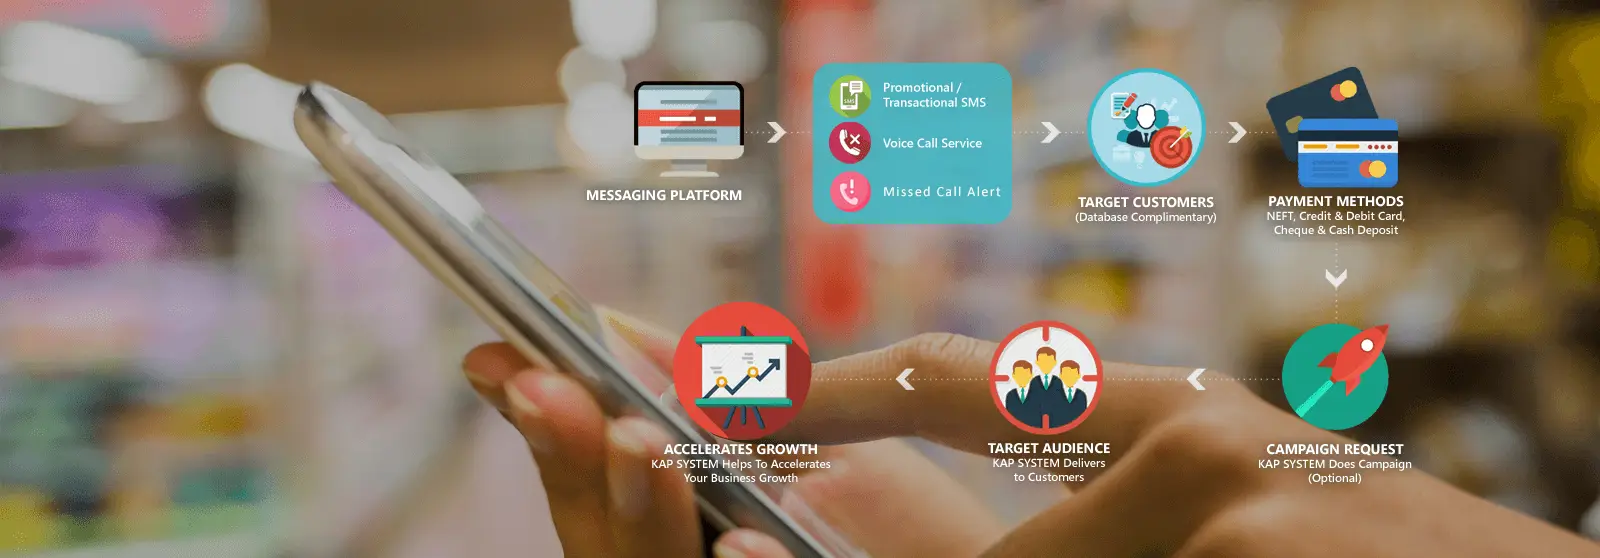 MESSAGING PLATFORM
SMS
Promotional /
Transactional SMS
Voice Call Service
Missed Call Alert
TARGET CUSTOMERS
(Database Complimentary)
PAYMENT METHODS
NEFT, Credit & Debit Card,
Cheque & Cash Deposit
CAMPAIGN REQUEST
KAP SYSTEM Does Campaign
(Optional)
TARGET AUDIENCE
KAP SYSTEM Delivers
to Customers
ACCELERATES GROWTH
KAP SYSTEM Helps To Accelerates
Your Business Growth